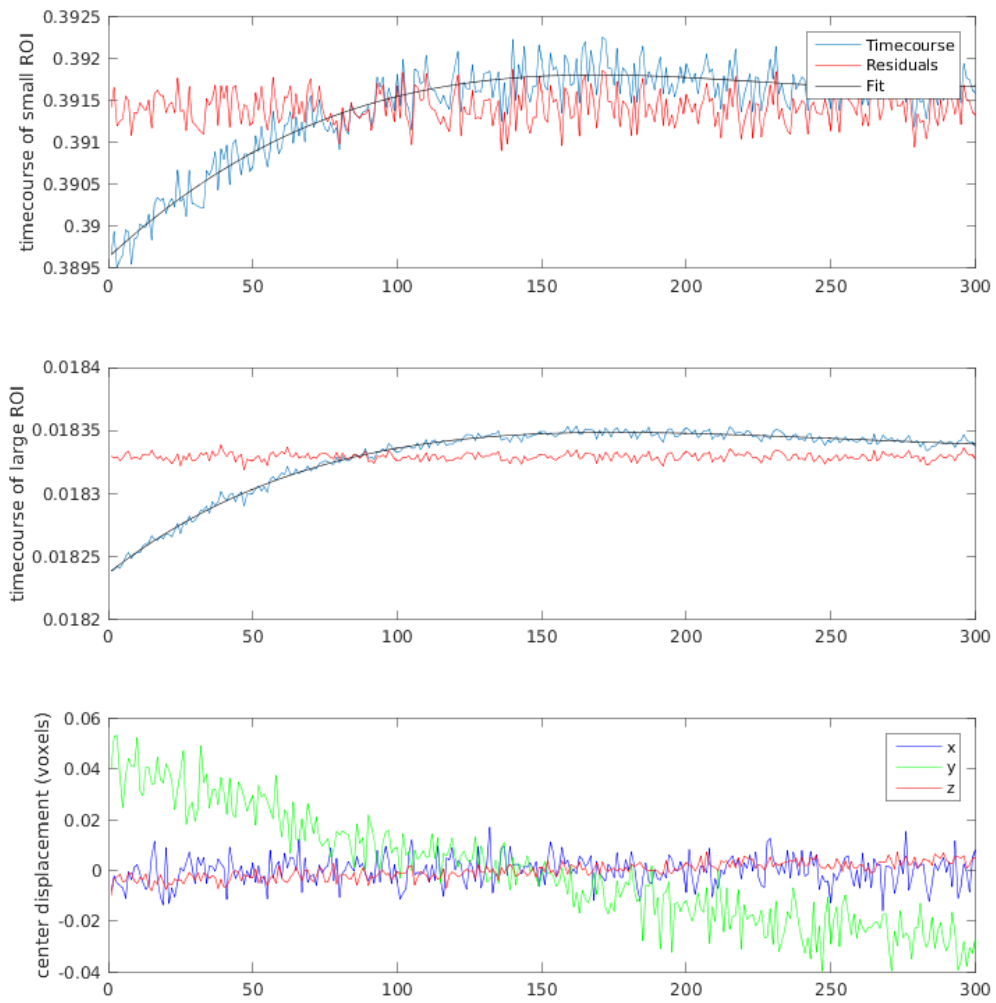 timecourse of small ROI
0.3925
0.392
0.3915
0.391
0.3905
0.39
0.3895
0 50 100 150 200 250 300
Timecourse
Residuals
Fit
timecourse of large ROI
0.0184
0.01835
0.0183
0.01825
0.0182
0 50 100 150 200 250 300
center displacement (voxels)
0.06
0.04
0.02
0
-0.02
-0.04
0 50 100 150 200 250 300
x
y
z